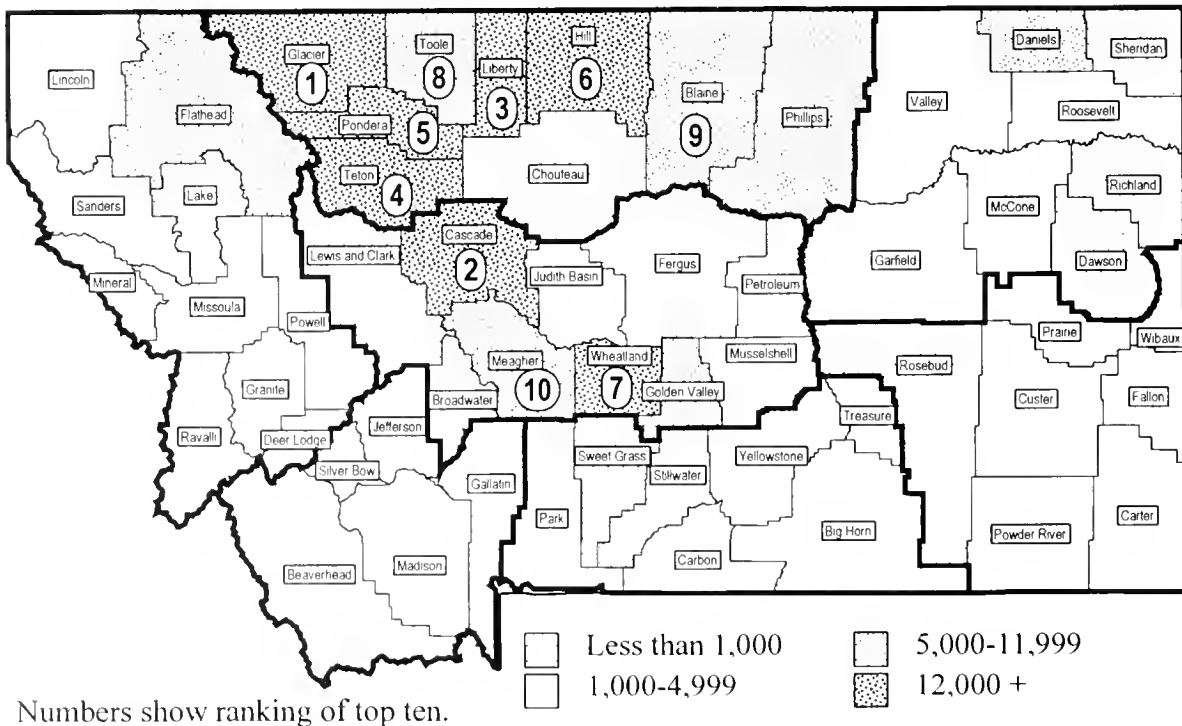 Lincoln
Flathead
Glacier
1
Toole
8
Liberty
3
Hill
6
Blaine
9
Phillips
Valley
Daniels
Sheridan
Roosevelt
Pondera
5
Teton
4
Chouteau
Sanders
Lake
McCone
Richland
Cascade
2
Lewis and Clark
Judith Basin
Fergus
Petroleum
Garfield
Dawson
Mineral
Missoula
Powell
Prairie
Wibaux
Meagher
10
Wheatland
7
Musselshell
Golden Valley
Rosebud
Granite
Broadwater
Treasure
Custer
Fallon
Ravalli
Deer Lodge
Jefferson
Silver Bow
Gallatin
Sweet Grass
Stillwater
Yellowstone
Park
Big Horn
Powder River
Carter
Beaverhead
Madison
Carbon
Less than 1,000
5,000-11,999
1,000-4,999
12,000 +
Numbers show ranking of top ten.